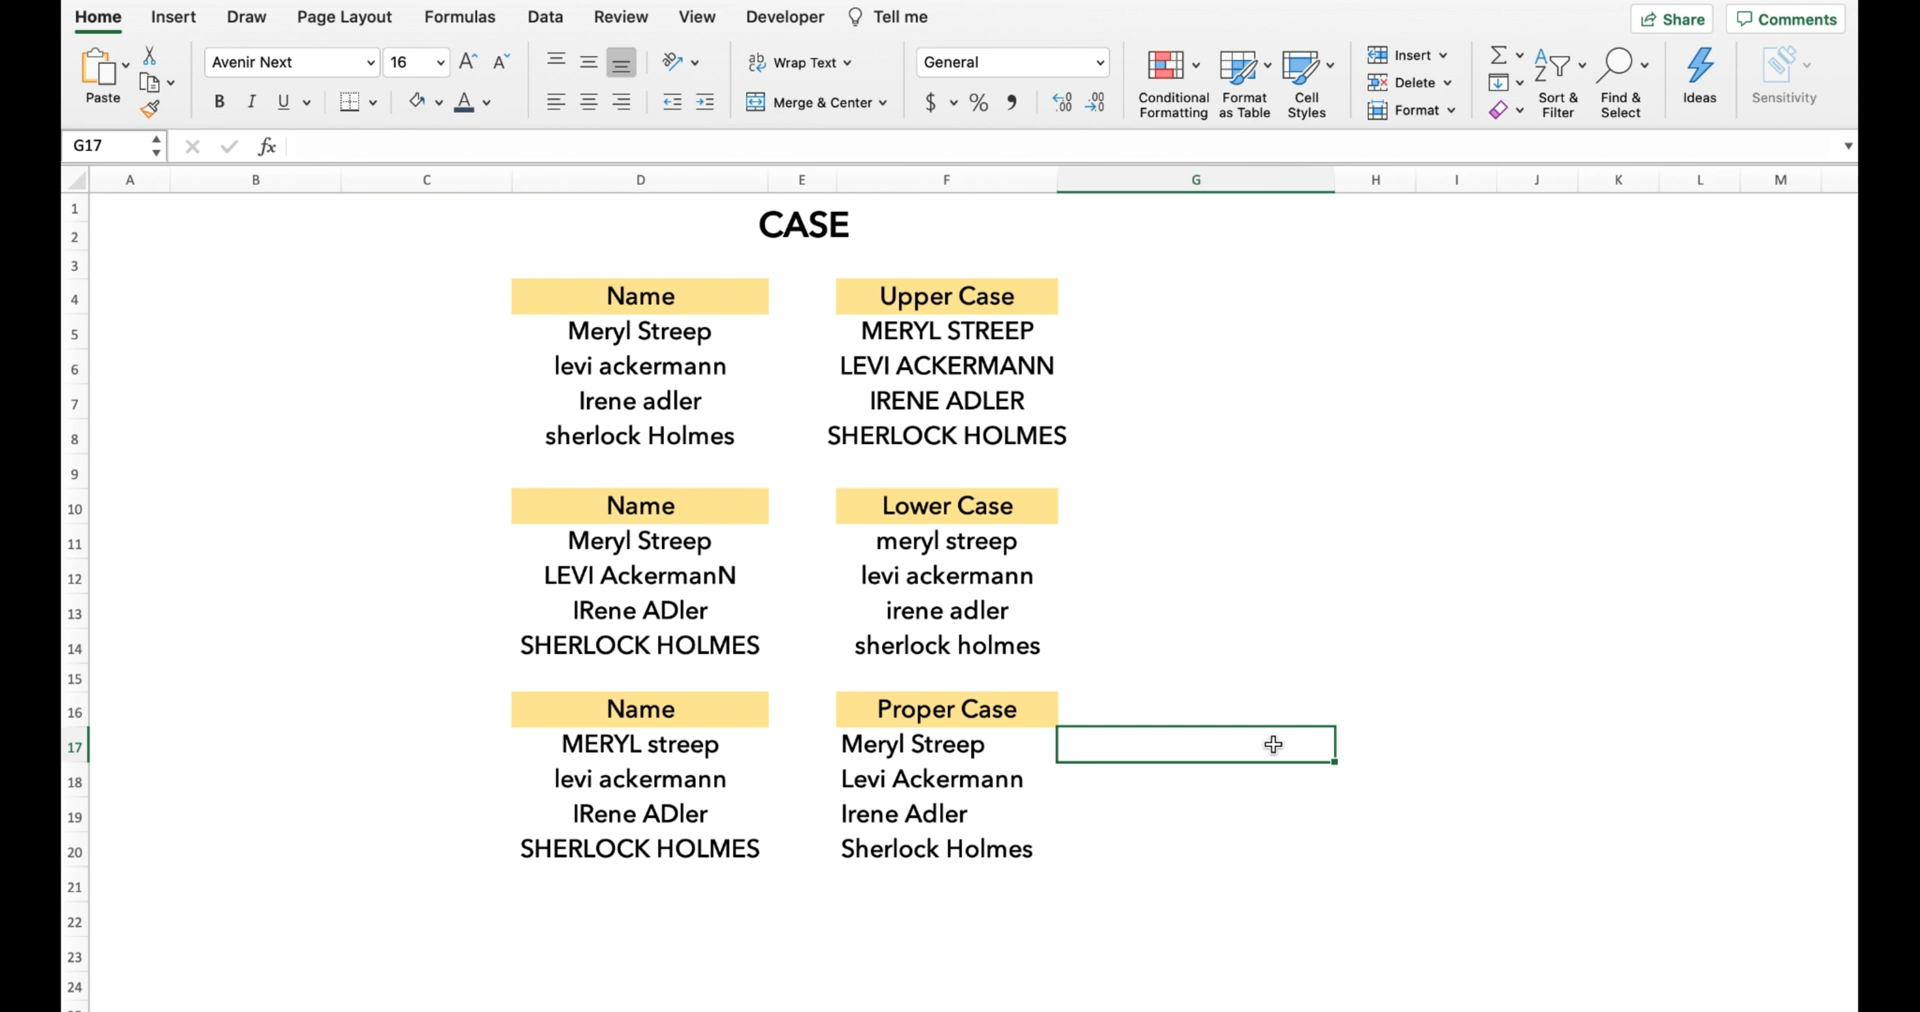 Home Insert Draw Page Layout Formulas Data Review View Developer Tell me Share Comments
Paste Avenir Next 16 A A ab Wrap Text General Insert A Z
B I U A Merge & Center $ % , .00 .0 Conditional Formatting Format as Table Cell Styles Delete Format Sort & Filter Find & Select Ideas Sensitivity
G17 fx
A B C D E F G H I J K L M
1 CASE
2
3
4 Name Upper Case
5 Meryl Streep MERYL STREEP
6 levi ackermann LEVI ACKERMANN
7 Irene adler IRENE ADLER
8 sherlock Holmes SHERLOCK HOLMES
9
10 Name Lower Case
11 Meryl Streep meryl streep
12 LEVI AckermanN levi ackermann
13 IRene ADler irene adler
14 SHERLOCK HOLMES sherlock holmes
15
16 Name Proper Case
17 MERYL streep Meryl Streep
18 levi ackermann Levi Ackermann
19 IRene ADler Irene Adler
20 SHERLOCK HOLMES Sherlock Holmes
21
22
23
24